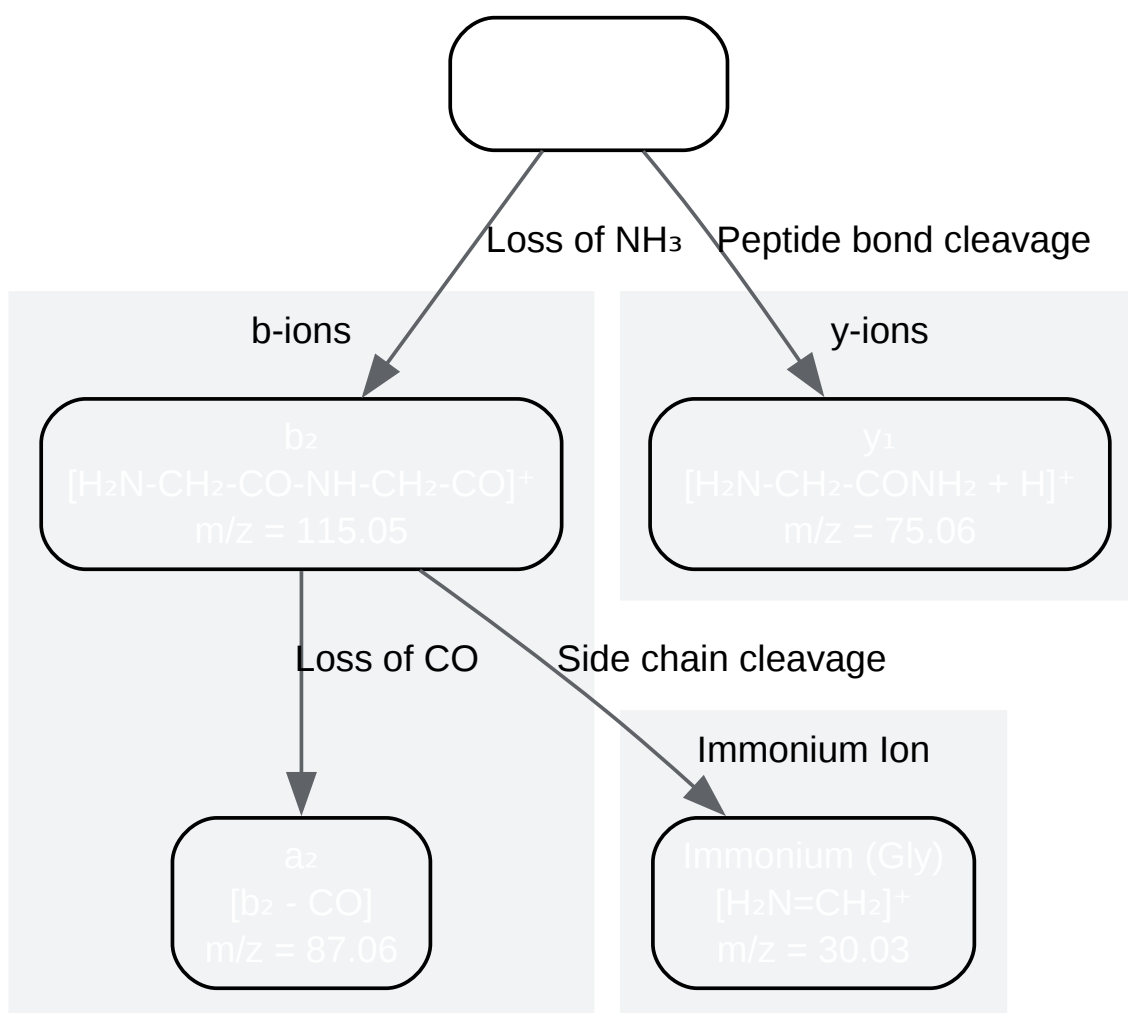 Loss of NH₃
Peptide bond cleavage
b-ions
y-ions
b₂
[H₂N-CH₂-CO-NH-CH₂-CO]⁺
m/z = 115.05
y₁
[H₂N-CH₂-CONH₂ + H]⁺
m/z = 75.06
Loss of CO
Side chain cleavage
Immonium Ion
a₂
[b₂ - CO]
m/z = 87.06
Immonium (Gly)
[H₂N=CH₂]⁺
m/z = 30.03